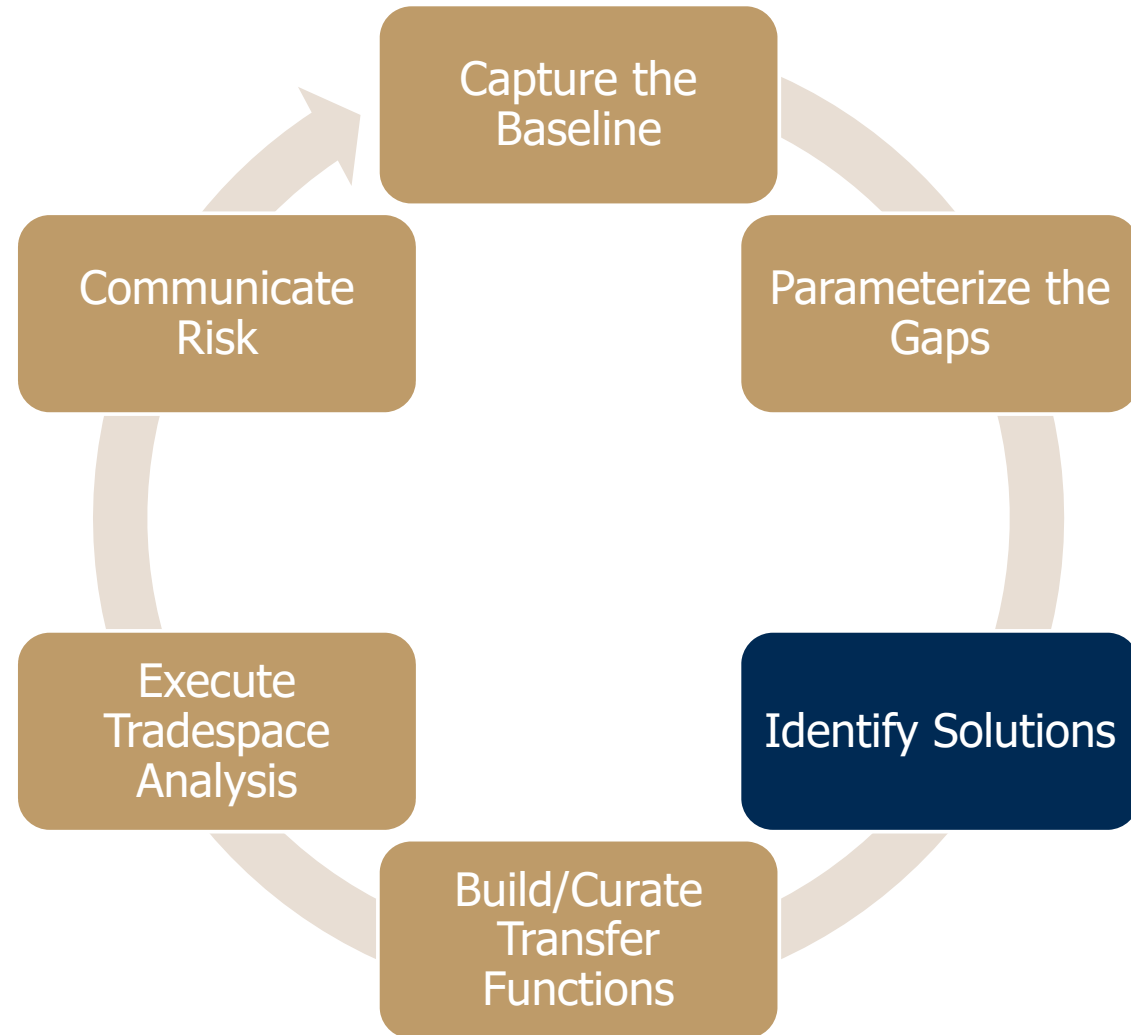 Capture the
Baseline
Parameterize the
Gaps
Identify Solutions
Build/Curate
Transfer
Functions
Execute
Tradespace
Analysis
Communicate
Risk